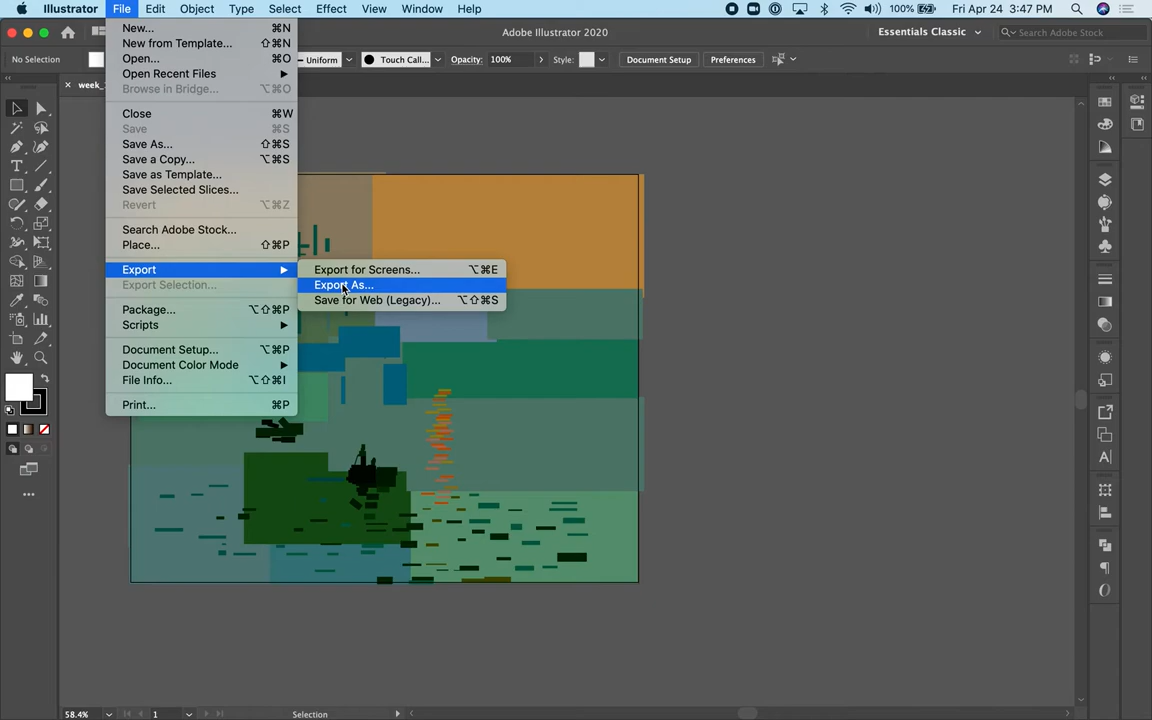 Illustrator File Edit Object Type Select Effect View Window Help 100% Fri Apr 24 3:47 PM
Adobe Illustrator 2020 Essentials Classic Search Adobe Stock
No Selection Uniform Touch Call... Opacity: 100% Style: Document Setup Preferences
week_
New... ⌘N
New from Template... ⇧⌘N
Open... ⌘O
Open Recent Files
Browse in Bridge... ⌥⌘O
Close ⌘W
Save ⌘S
Save As... ⇧⌘S
Save a Copy... ⌥⌘S
Save as Template...
Save Selected Slices...
Revert ⌥⌘Z
Search Adobe Stock...
Place... ⇧⌘P
Export
Export Selection...
Package... ⌥⇧⌘P
Scripts
Document Setup... ⌥⌘P
Document Color Mode
File Info... ⌥⇧⌘I
Print... ⌘P
Export for Screens... ⌥⌘E
Export As...
Save for Web (Legacy)... ⌥⇧⌘S
58.4% 1 Selection